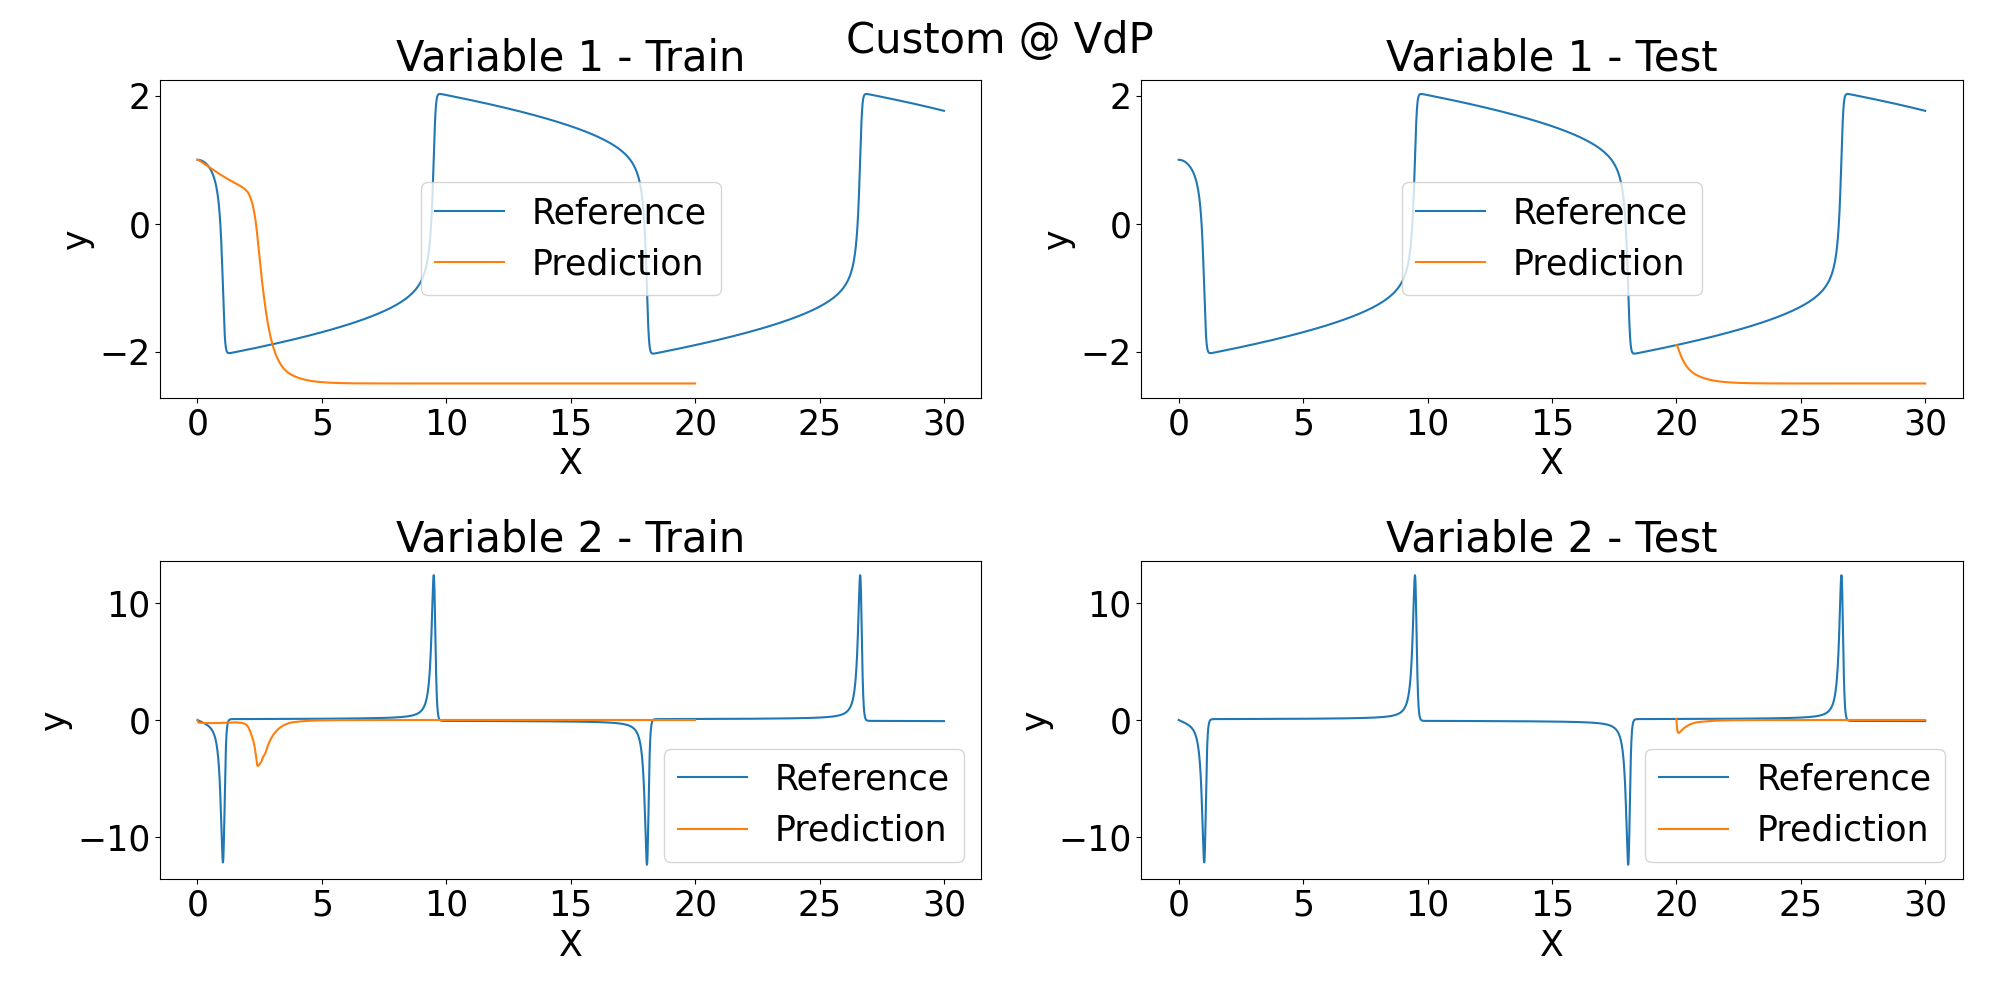 Custom @ VdP
Variable 1 - Train
2
0
−2
y
Reference
Prediction
0 5 10 15 20 25 30
X
Variable 1 - Test
2
0
−2
y
Reference
Prediction
0 5 10 15 20 25 30
X
Variable 2 - Train
10
0
−10
y
Reference
Prediction
0 5 10 15 20 25 30
X
Variable 2 - Test
10
0
−10
y
Reference
Prediction
0 5 10 15 20 25 30
X